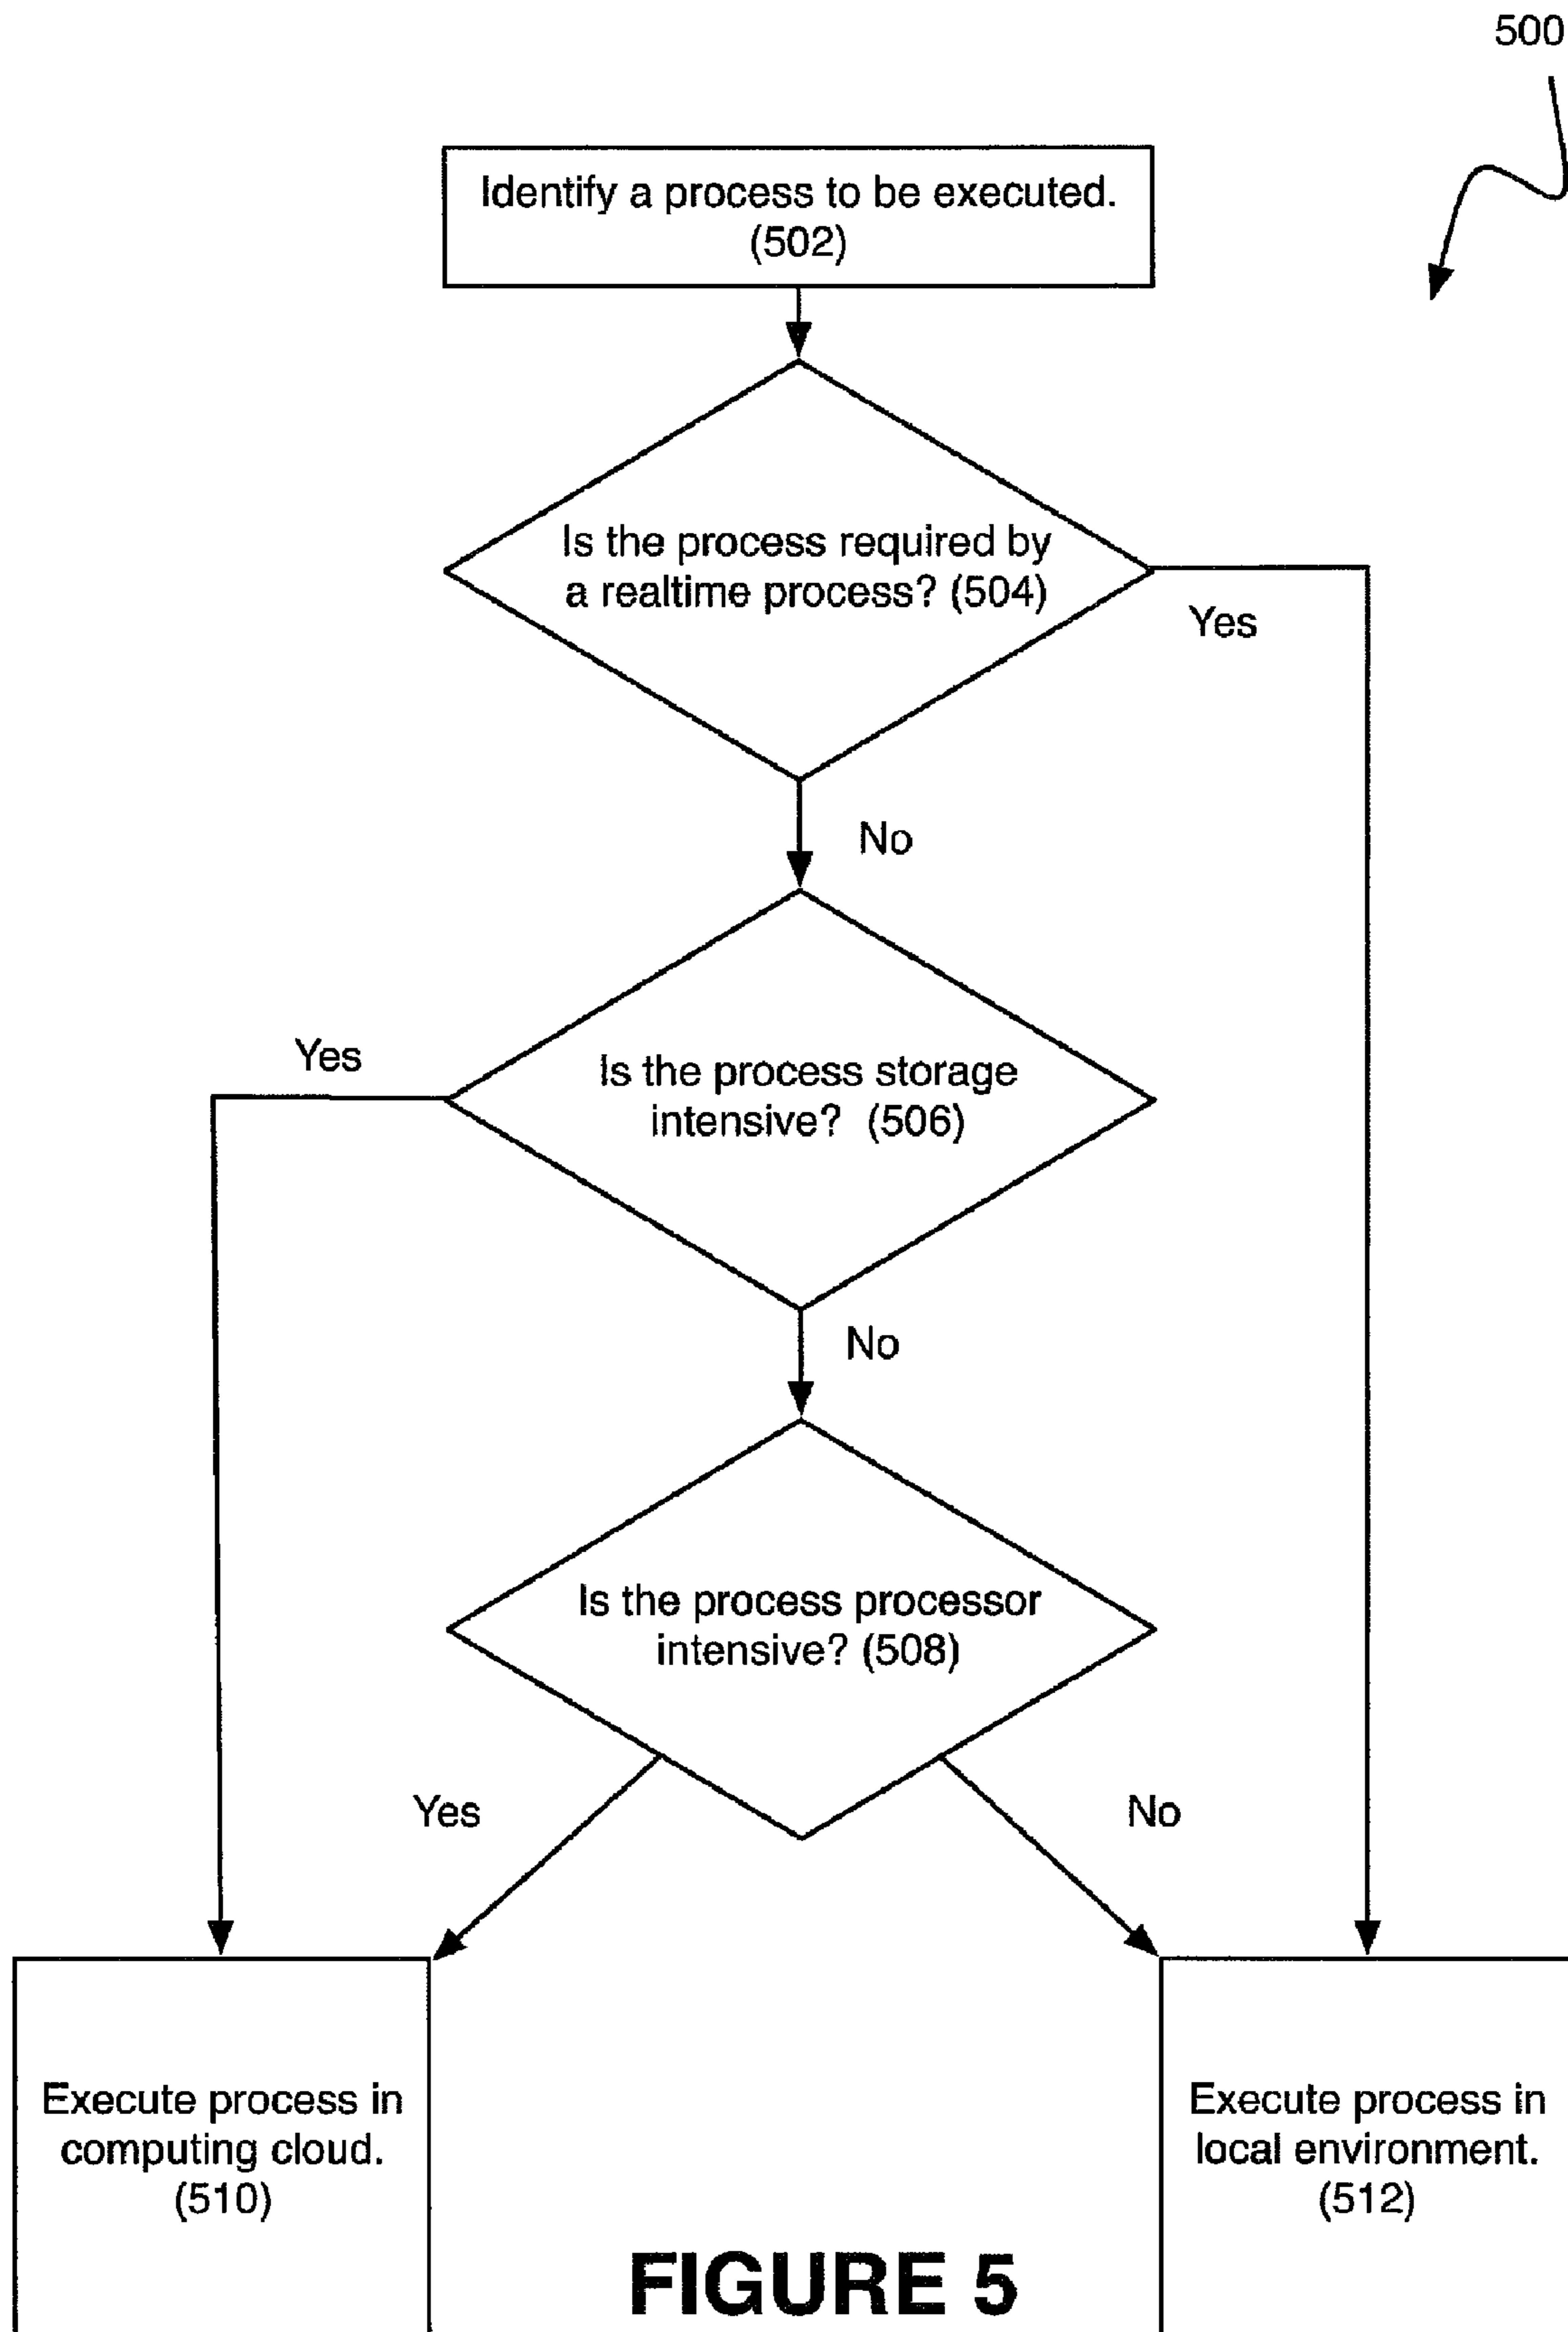 500
Identify a process to be executed.
(502)
Is the process required by
a realtime process? (504)
Yes
No
Is the process storage
intensive? (506)
Yes
No
Is the process processor
intensive? (508)
Yes
No
Execute process in
computing cloud.
(510)
Execute process in
local environment.
(512)
FIGURE 5